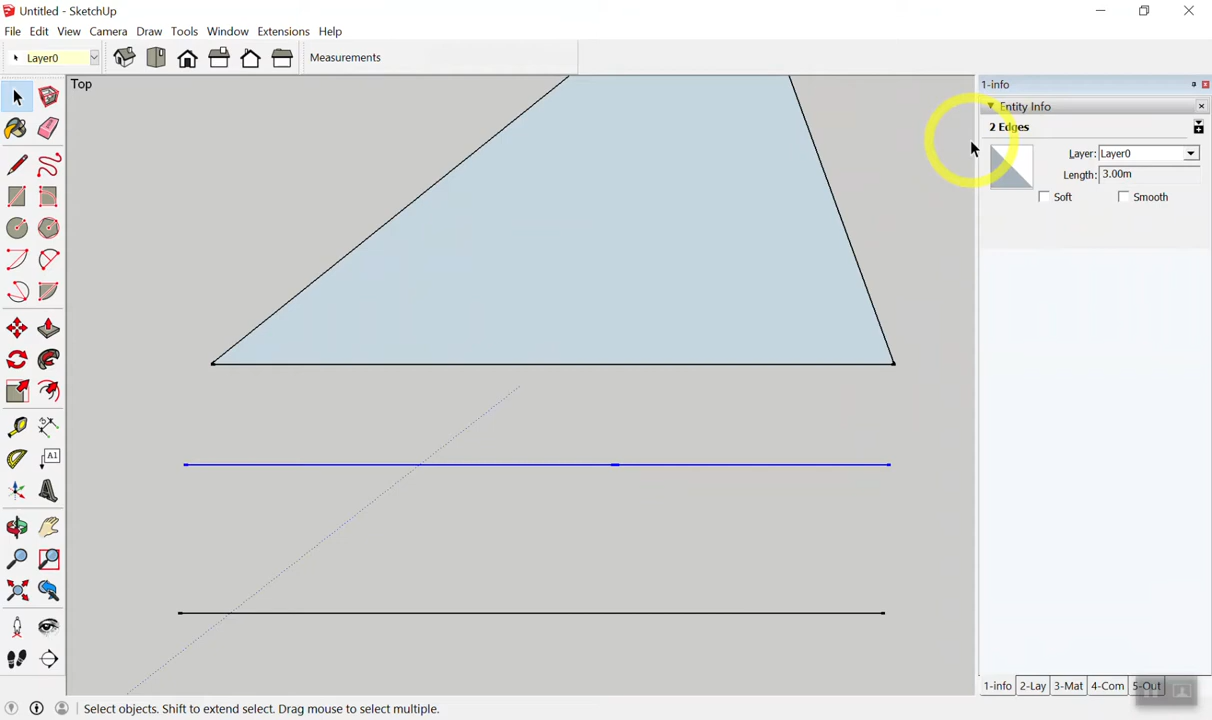 Untitled - SketchUp
File Edit View Camera Draw Tools Window Extensions Help
Layer0
Measurements
Top
1-info
Entity Info
2 Edges
Layer: Layer0
Length: 3.00m
Soft Smooth
A1
1-info 2-Lay 3-Mat 4-Com 5-Out
Select objects. Shift to extend select. Drag mouse to select multiple.